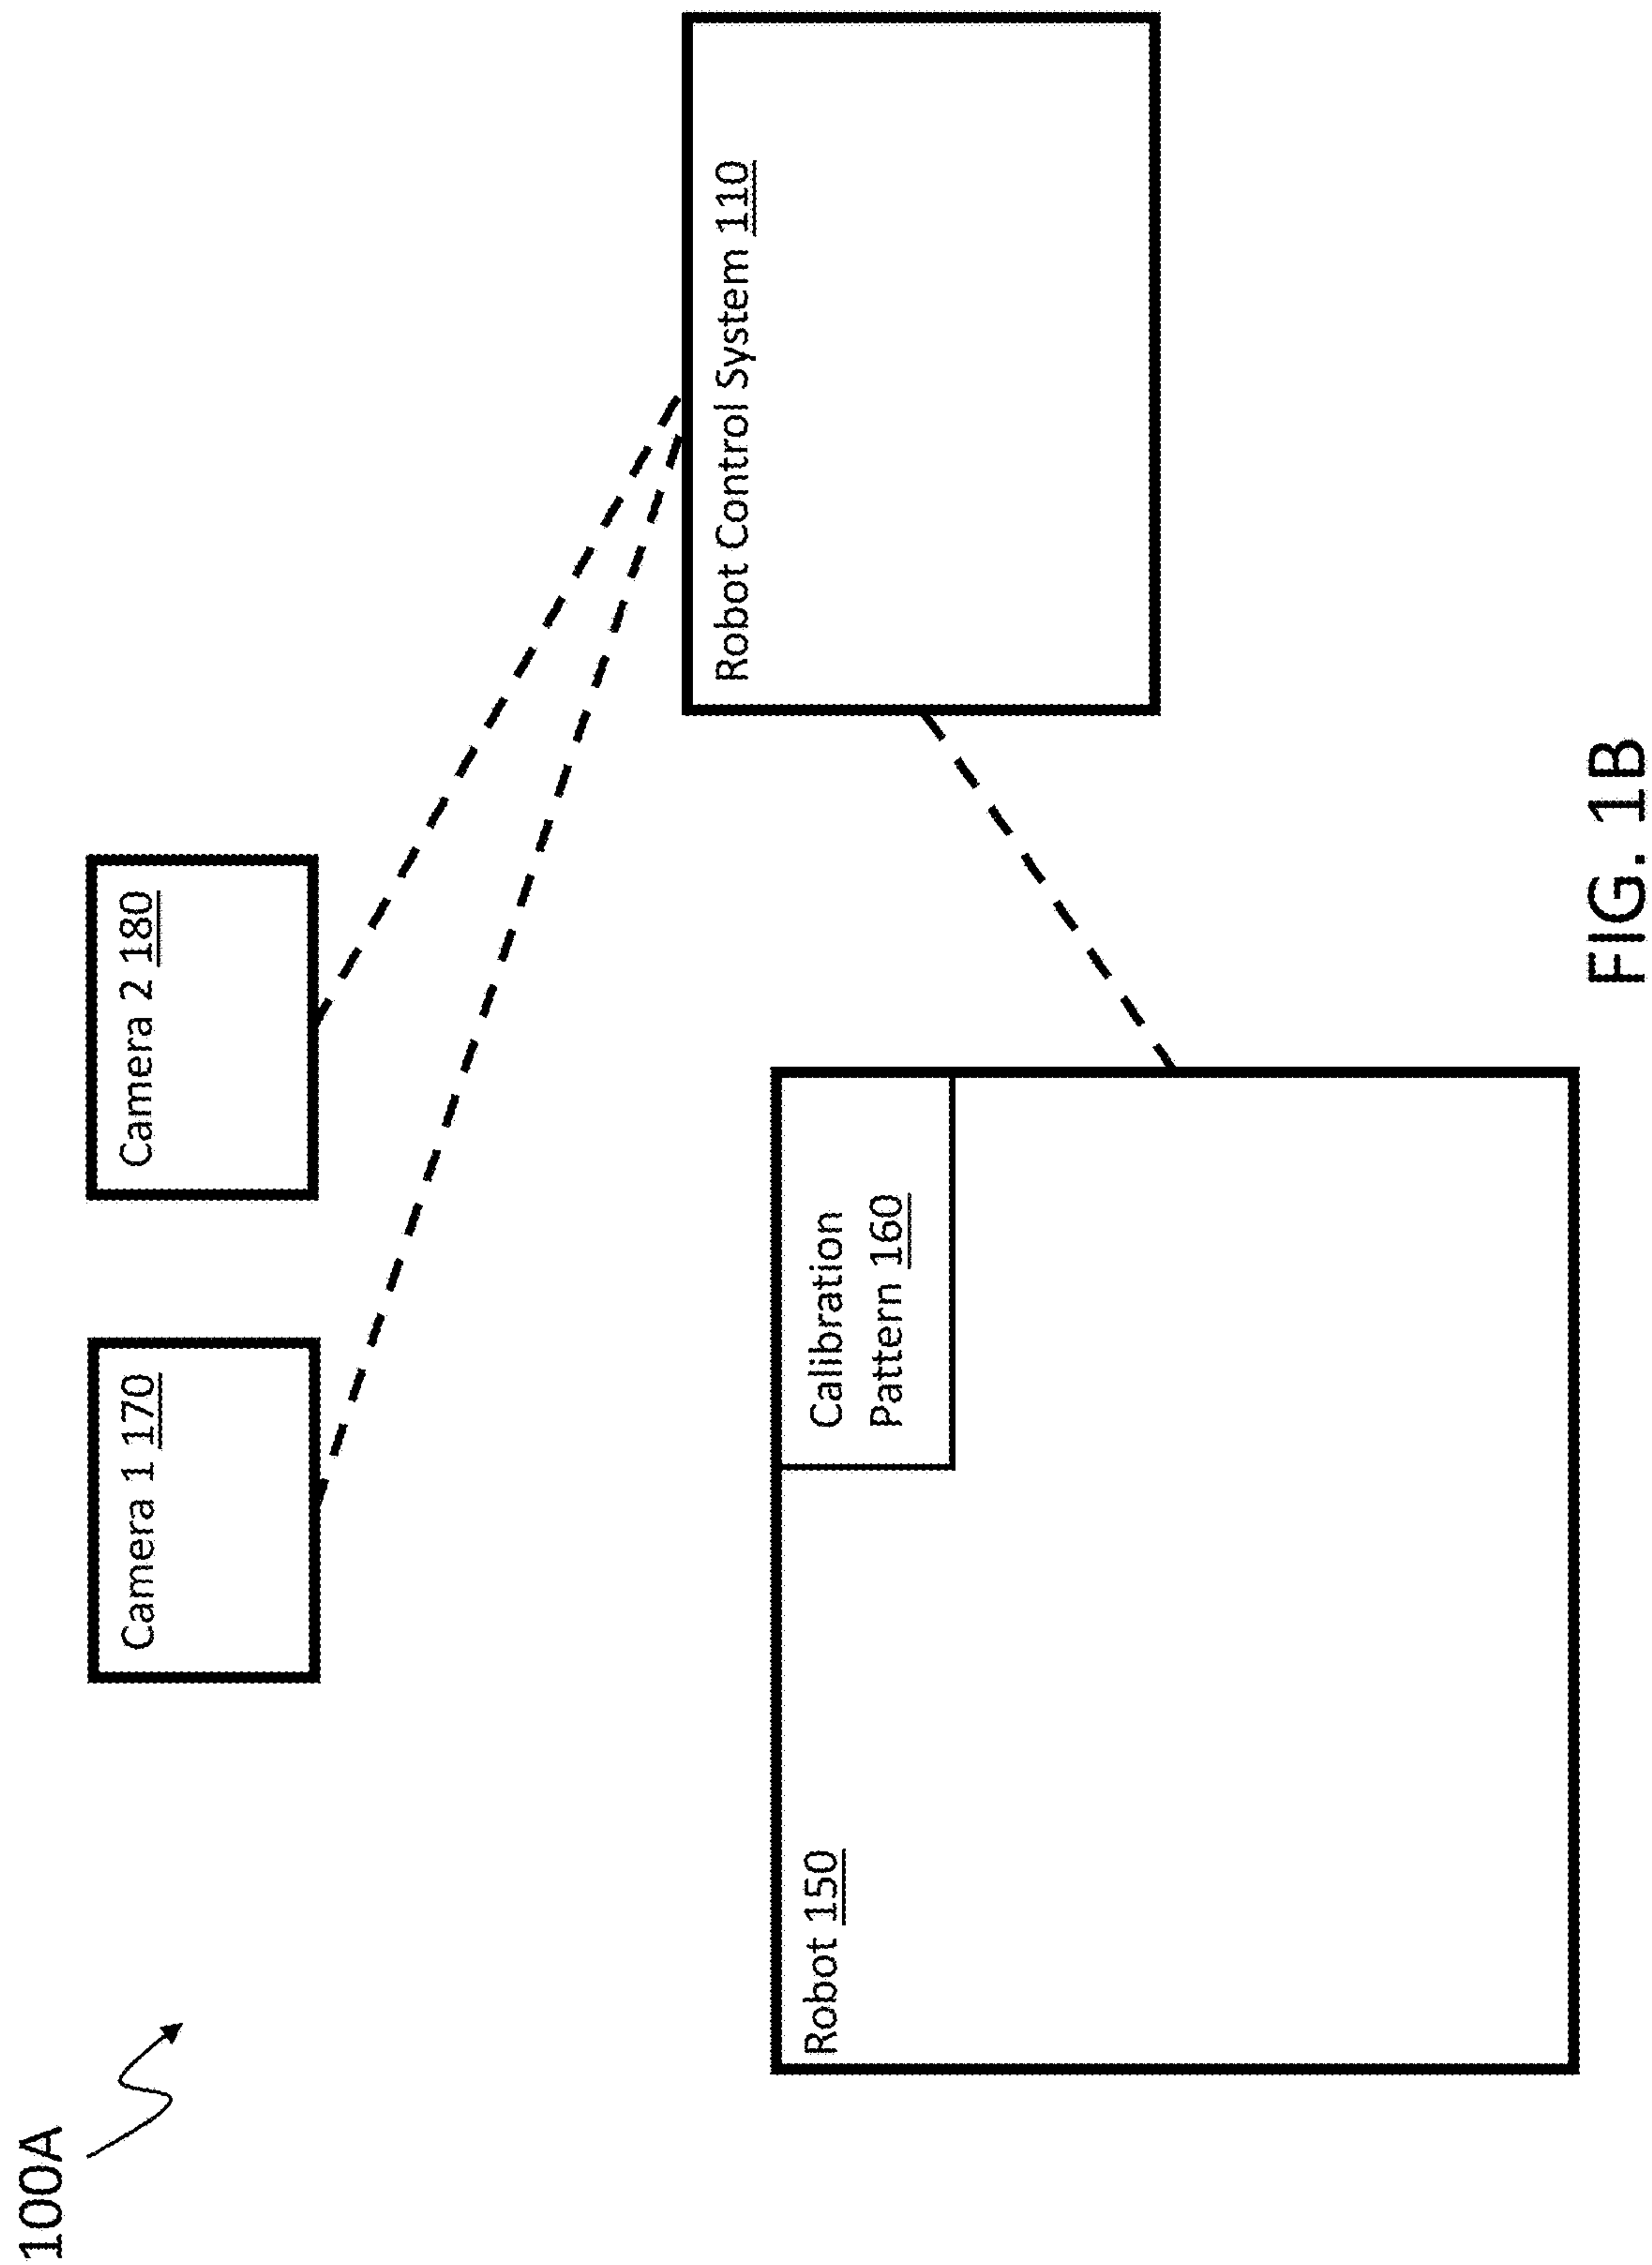 100A
Camera 1 170
Camera 2 180
Robot Control System 110
Robot 150
Calibration
Pattern 160
FIG. 1B